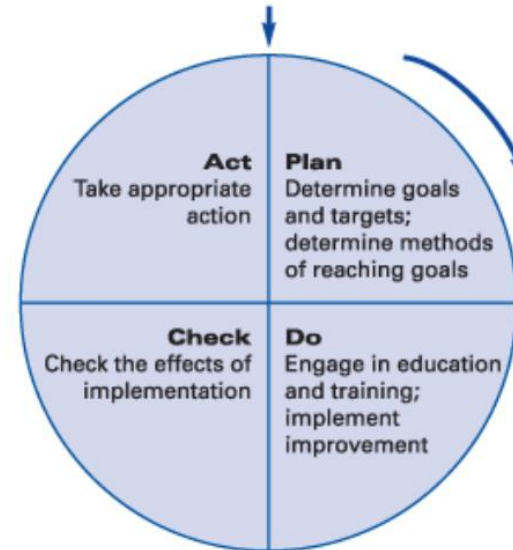 Act
Take appropriate
action
Plan
Determine goals
and targets;
determine methods
of reaching goals
Check
Check the effects of
implementation
Do
Engage in education
and training;
implement
improvement